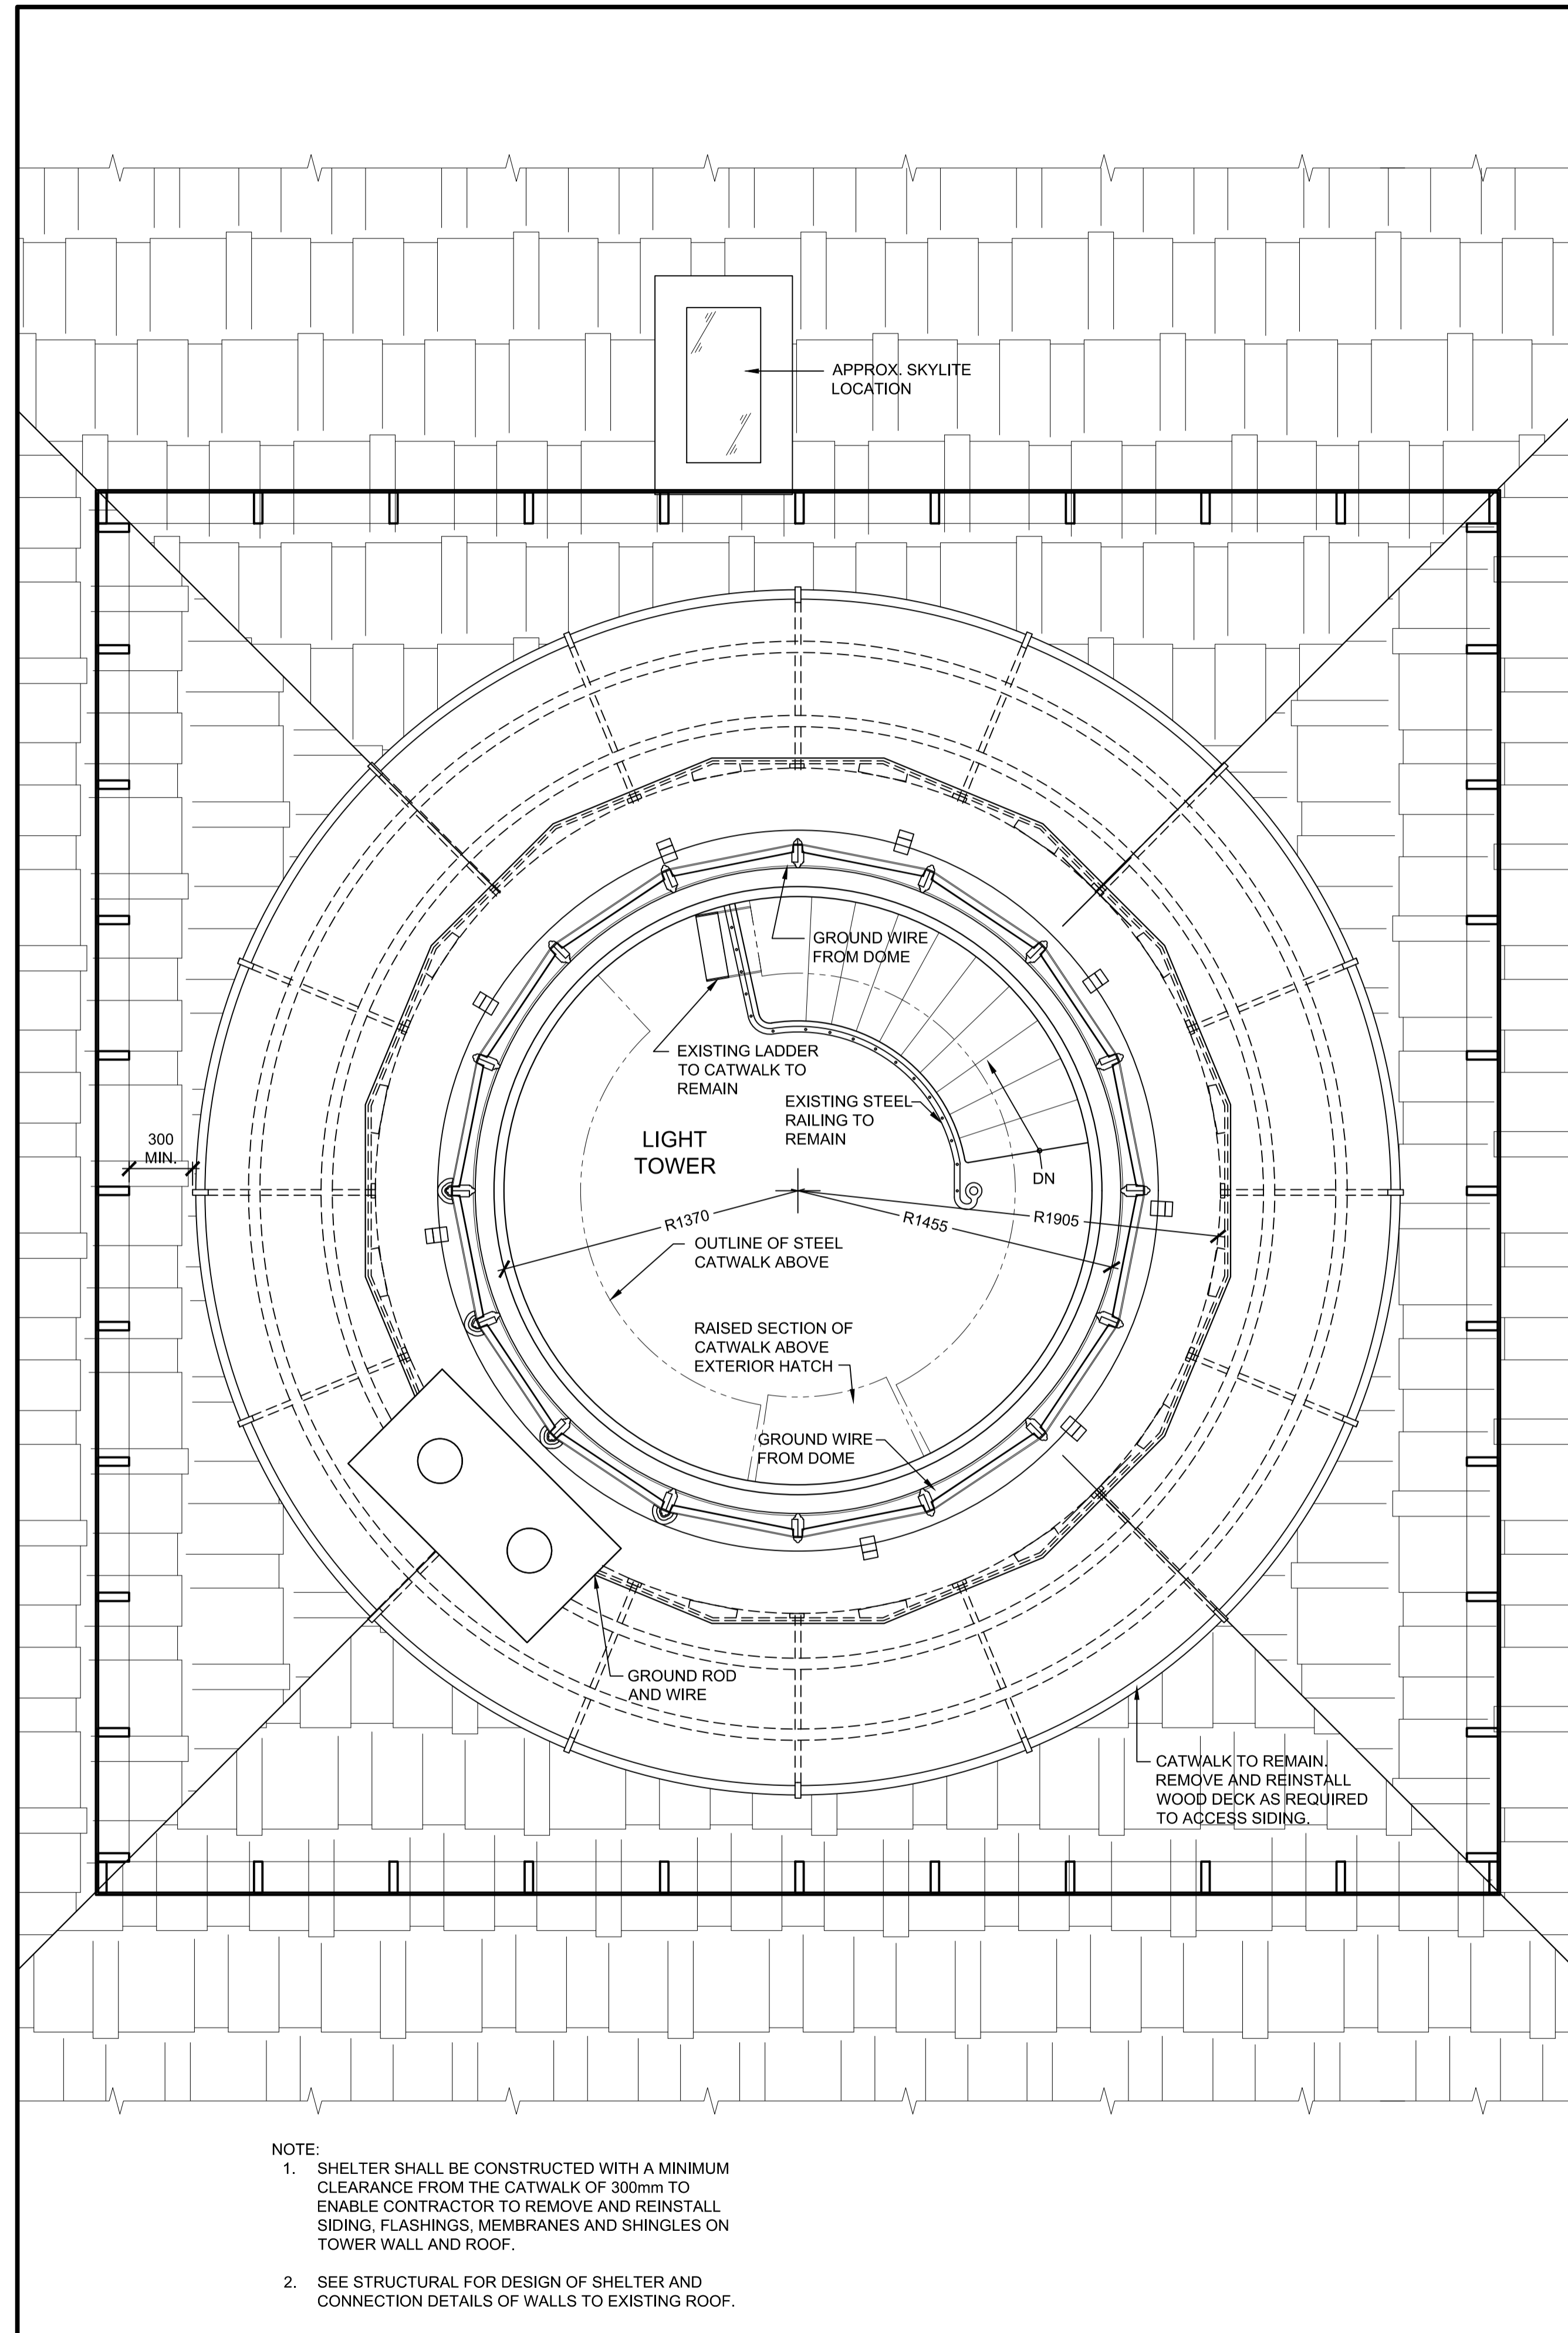 APPROX. SKYLITE
LOCATION
GROUND WIRE
FROM DOME
EXISTING LADDER
TO CATWALK TO
REMAIN
EXISTING STEEL
RAILING TO
REMAIN
300
MIN.
LIGHT
TOWER
DN
R1370
R1455
R1905
OUTLINE OF STEEL
CATWALK ABOVE
RAISED SECTION OF
CATWALK ABOVE
EXTERIOR HATCH
GROUND WIRE
FROM DOME
GROUND ROD
AND WIRE
CATWALK TO REMAIN.
REMOVE AND REINSTALL
WOOD DECK AS REQUIRED
TO ACCESS SIDING.
NOTE:
1. SHELTER SHALL BE CONSTRUCTED WITH A MINIMUM
CLEARANCE FROM THE CATWALK OF 300mm TO
ENABLE CONTRACTOR TO REMOVE AND REINSTALL
SIDING, FLASHINGS, MEMBRANES AND SHINGLES ON
TOWER WALL AND ROOF.
2. SEE STRUCTURAL FOR DESIGN OF SHELTER AND
CONNECTION DETAILS OF WALLS TO EXISTING ROOF.